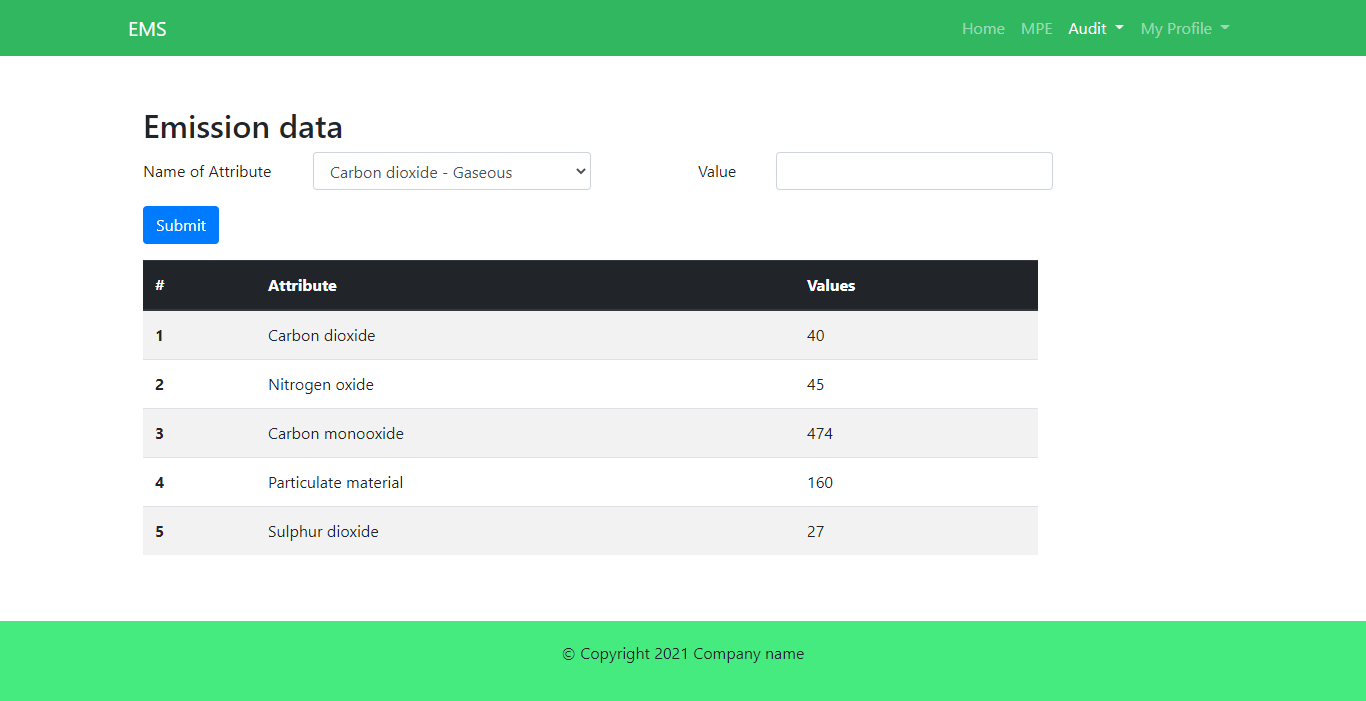 EMS Home MPE Audit My Profile
Emission data
Name of Attribute Carbon dioxide - Gaseous Value
Submit
# Attribute Values
1 Carbon dioxide 40
2 Nitrogen oxide 45
3 Carbon monooxide 474
4 Particulate material 160
5 Sulphur dioxide 27
© Copyright 2021 Company name